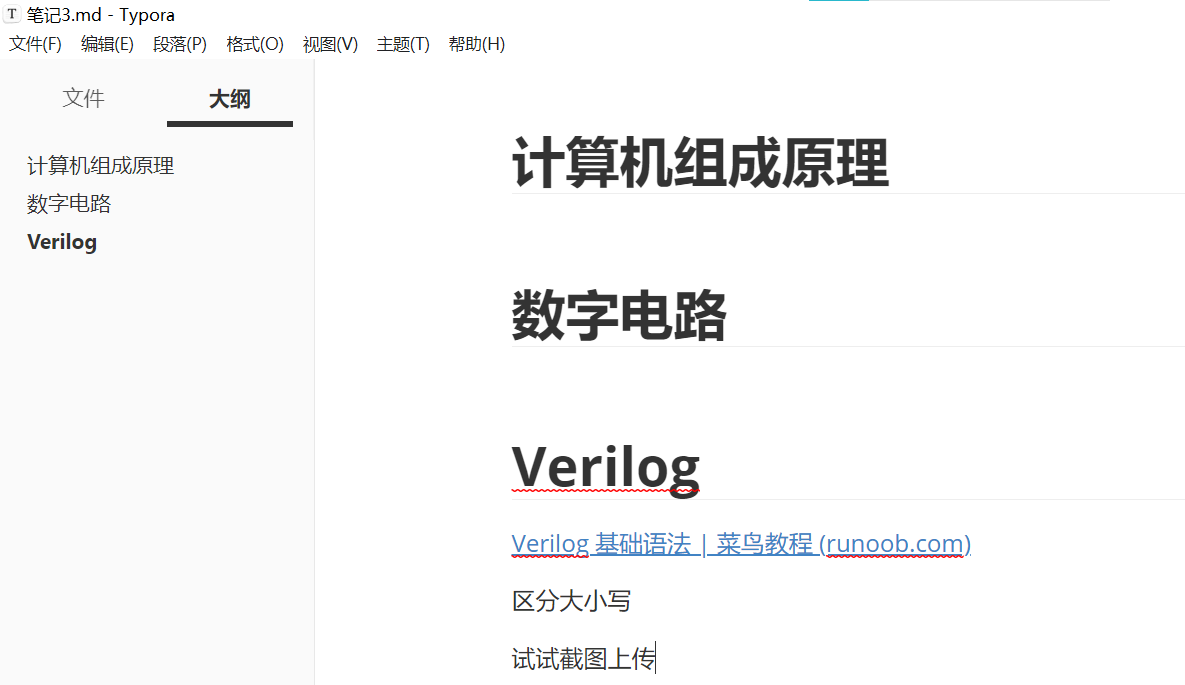 T 笔记3.md - Typora
文件(F) 编辑(E) 段落(P) 格式(O) 视图(V) 主题(T) 帮助(H)
文件 大纲
计算机组成原理
数字电路
Verilog
计算机组成原理
数字电路
Verilog
Verilog 基础语法 | 菜鸟教程 (runoob.com)
区分大小写
试试截图上传